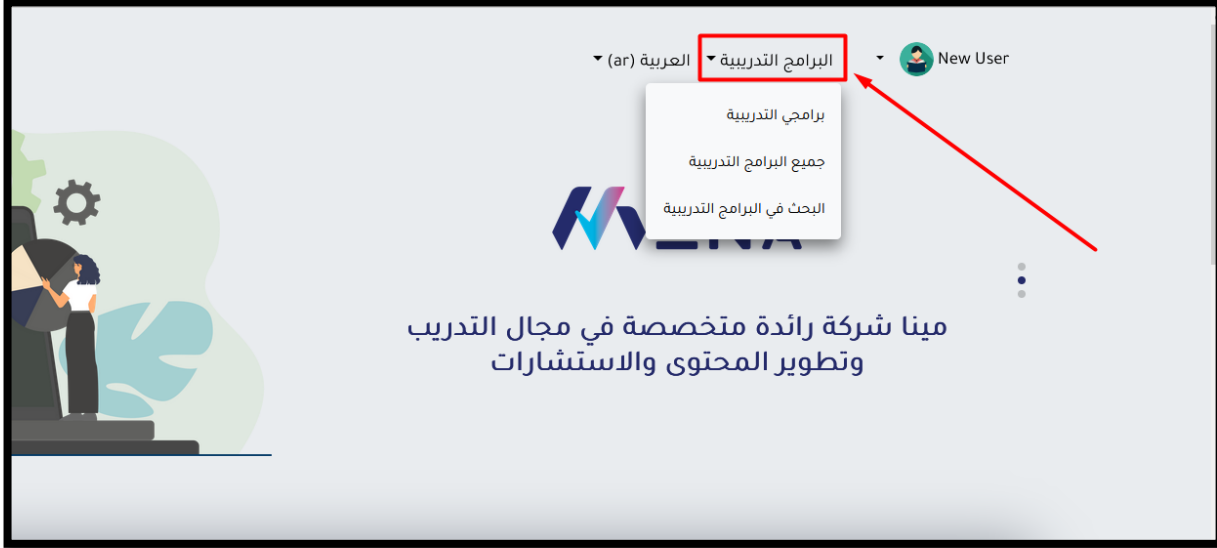 New User
البرامج التدريبية
العربية (ar)
برامجي التدريبية
جميع البرامج التدريبية
البحث في البرامج التدريبية
مينا شركة رائدة متخصصة في مجال التدريب
وتطوير المحتوى والاستشارات